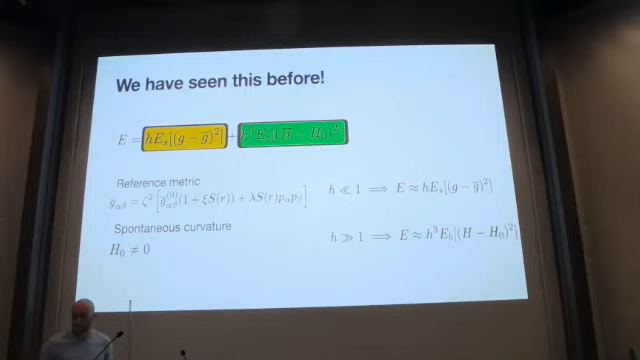 We have seen this before!
E = hE_s[(g − ḡ)²] + h³E_b[(H − H₀)²]
Reference metric
ḡ_αβ = ζ² [g^(0)_αβ (1 + ξS(r)) + λS(r)p_αp_β]
h ≪ 1 ⟹ E ≈ hE_s[(g − ḡ)²]
Spontaneous curvature
H₀ ≠ 0
h ≫ 1 ⟹ E ≈ h³E_b[(H − H₀)²]